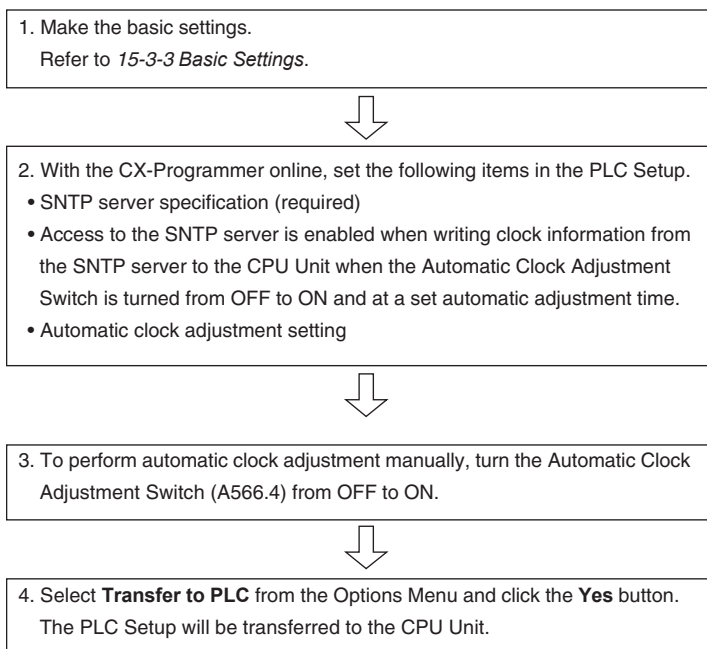 1. Make the basic settings.
Refer to 15-3-3 Basic Settings.
2. With the CX-Programmer online, set the following items in the PLC Setup.
• SNTP server specification (required)
• Access to the SNTP server is enabled when writing clock information from
the SNTP server to the CPU Unit when the Automatic Clock Adjustment
Switch is turned from OFF to ON and at a set automatic adjustment time.
• Automatic clock adjustment setting
3. To perform automatic clock adjustment manually, turn the Automatic Clock
Adjustment Switch (A566.4) from OFF to ON.
4. Select Transfer to PLC from the Options Menu and click the Yes button.
The PLC Setup will be transferred to the CPU Unit.